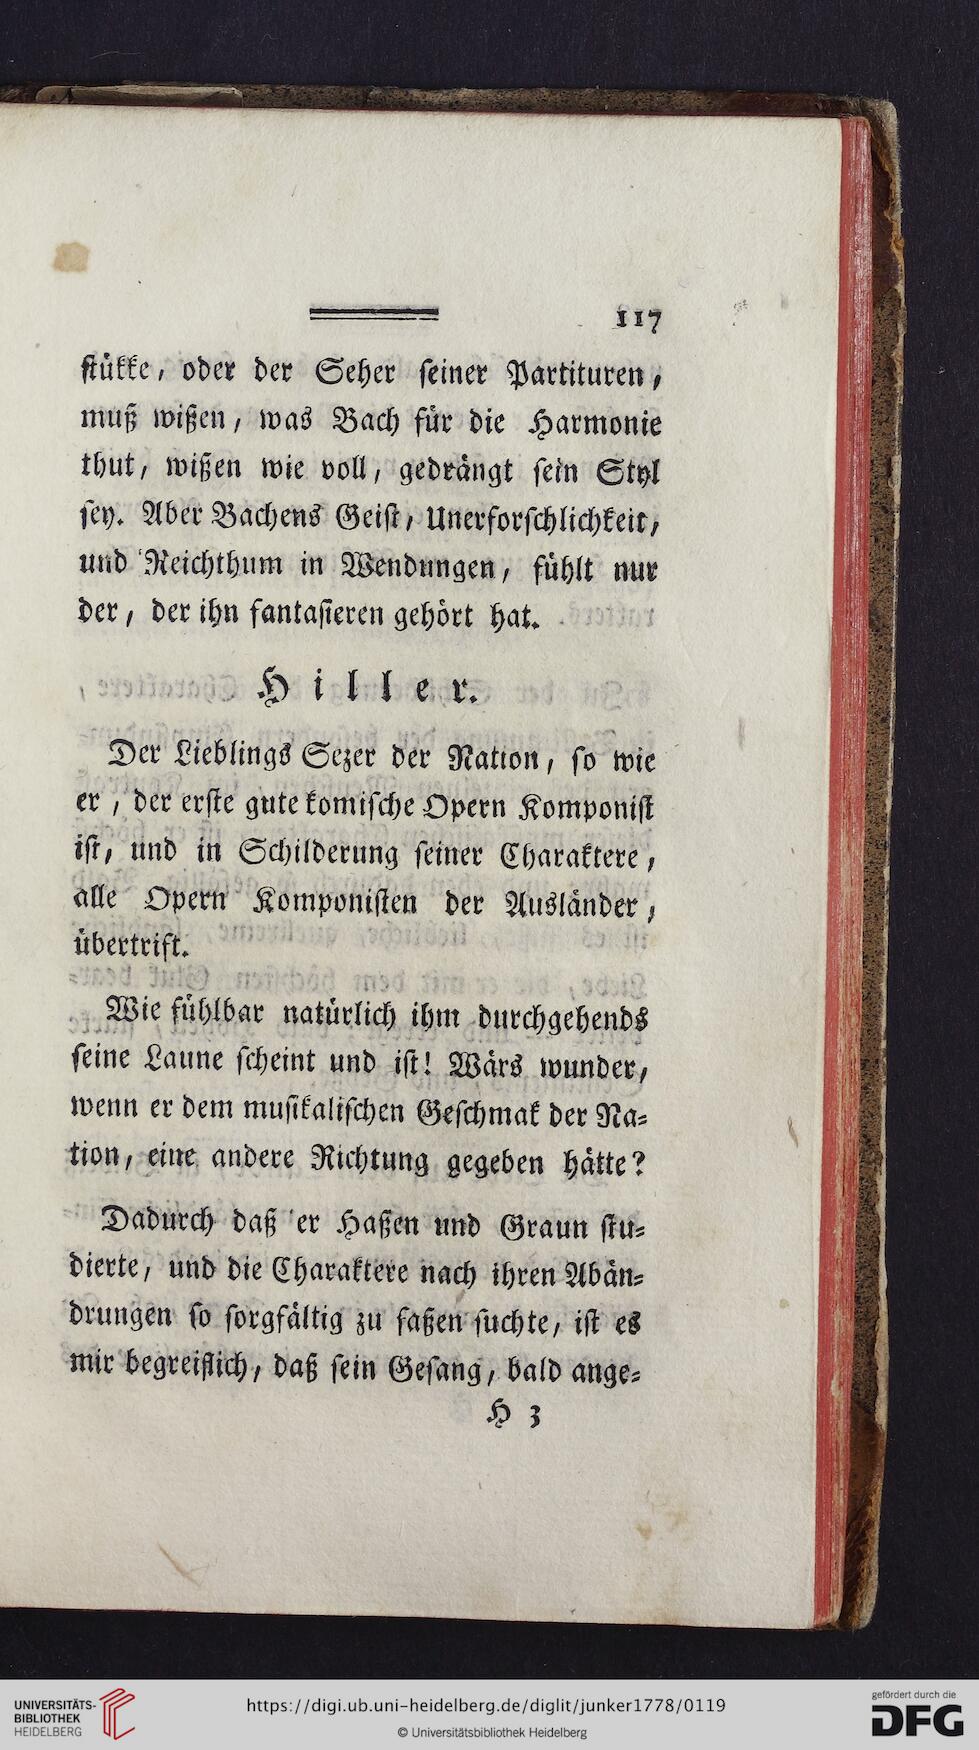 117
stükke, oder der Seher seiner Partituren,
muß wißen, was Bach für die Harmonie
thut, wißen wie voll, gedrängt sein Styl
sey. Aber Bachens Geist, Unerforschlichkeit,
und Reichthum in Wendungen, fühlt nur
der, der ihn fantasieren gehört hat.
Hiller.
Der Lieblings Sezer der Nation, so wie
er, der erste gute komische Opern Komponist
ist, und in Schilderung seiner Charaktere,
alle Opern Komponisten der Ausländer,
übertrift.
Wie fühlbar natürlich ihm durchgehends
seine Laune scheint und ist! Wärs wunder,
wenn er dem musikalischen Geschmak der Na-
tion, eine andere Richtung gegeben hätte?
Dadurch daß er Haßen und Graun stu-
dierte, und die Charaktere nach ihren Abän-
drungen so sorgfältig zu faßen suchte, ist es
mir begreiflich, daß sein Gesang, bald ange-
H 3
UNIVERSITÄTS-
BIBLIOTHEK
HEIDELBERG
https://digi.ub.uni-heidelberg.de/diglit/junker1778/0119
© Universitätsbibliothek Heidelberg
gefördert durch die
DFG